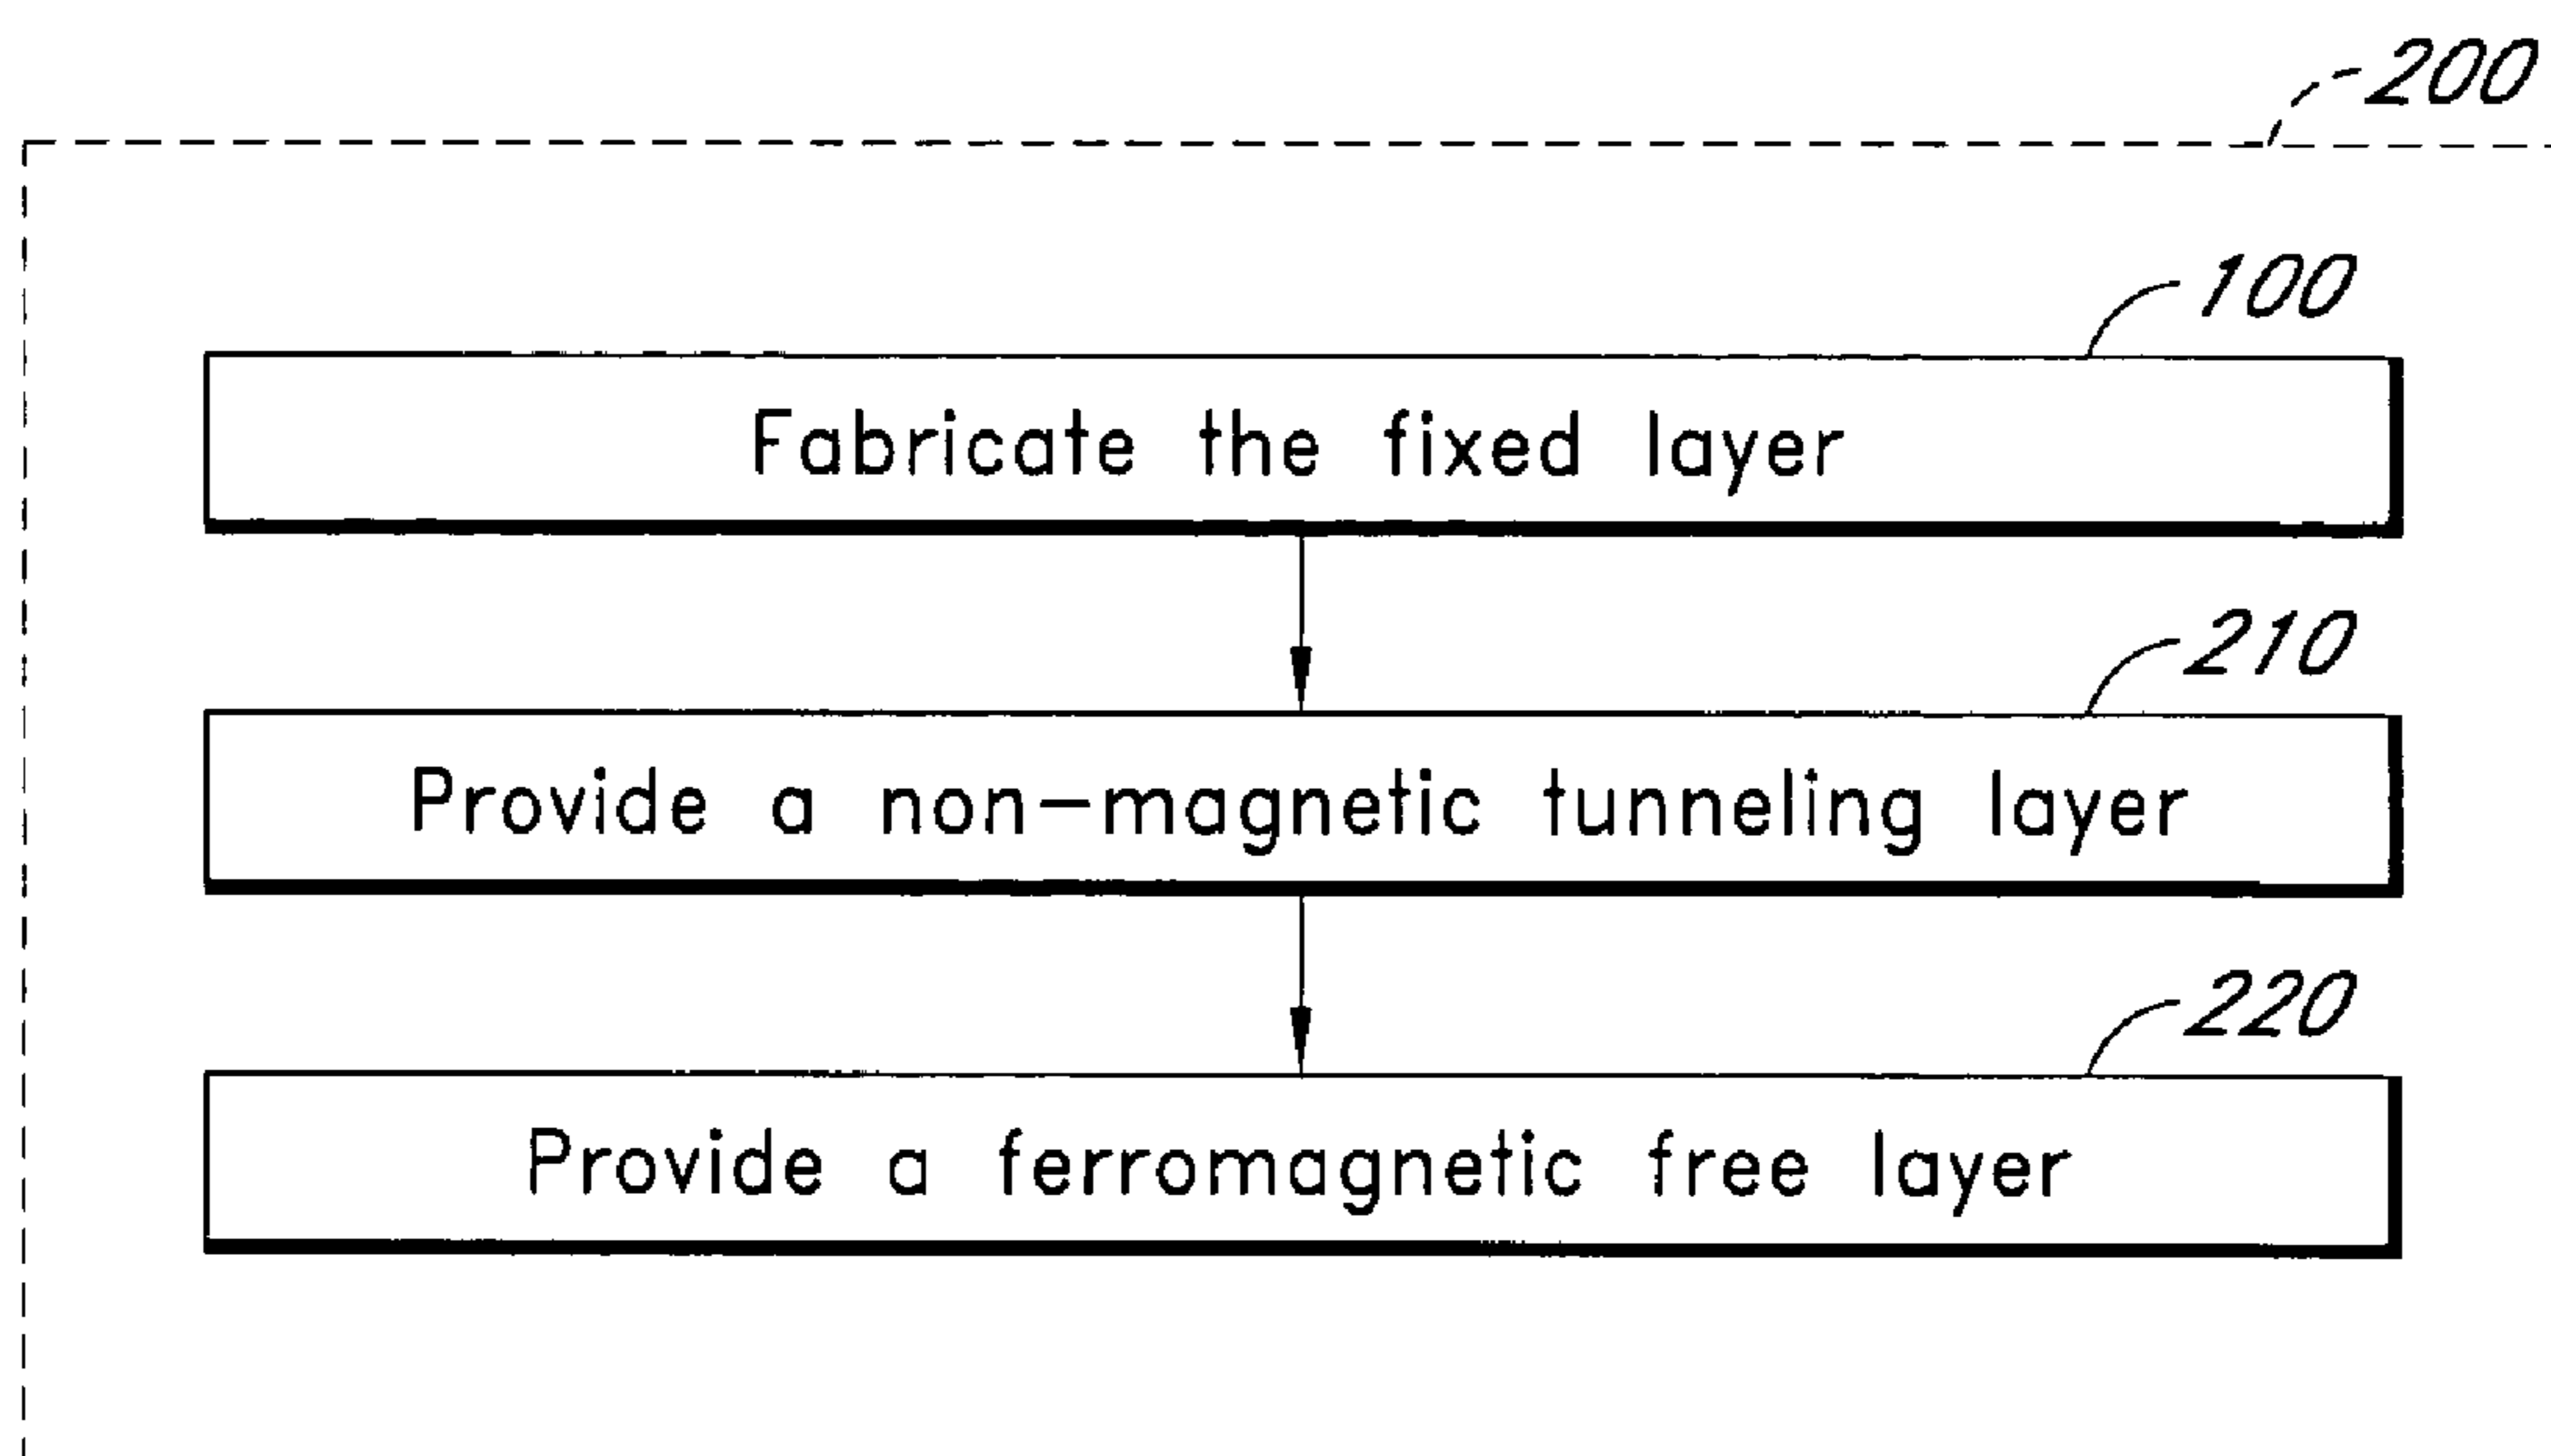 200
100
Fabricate the fixed layer
210
Provide a non-magnetic tunneling layer
220
Provide a ferromagnetic free layer